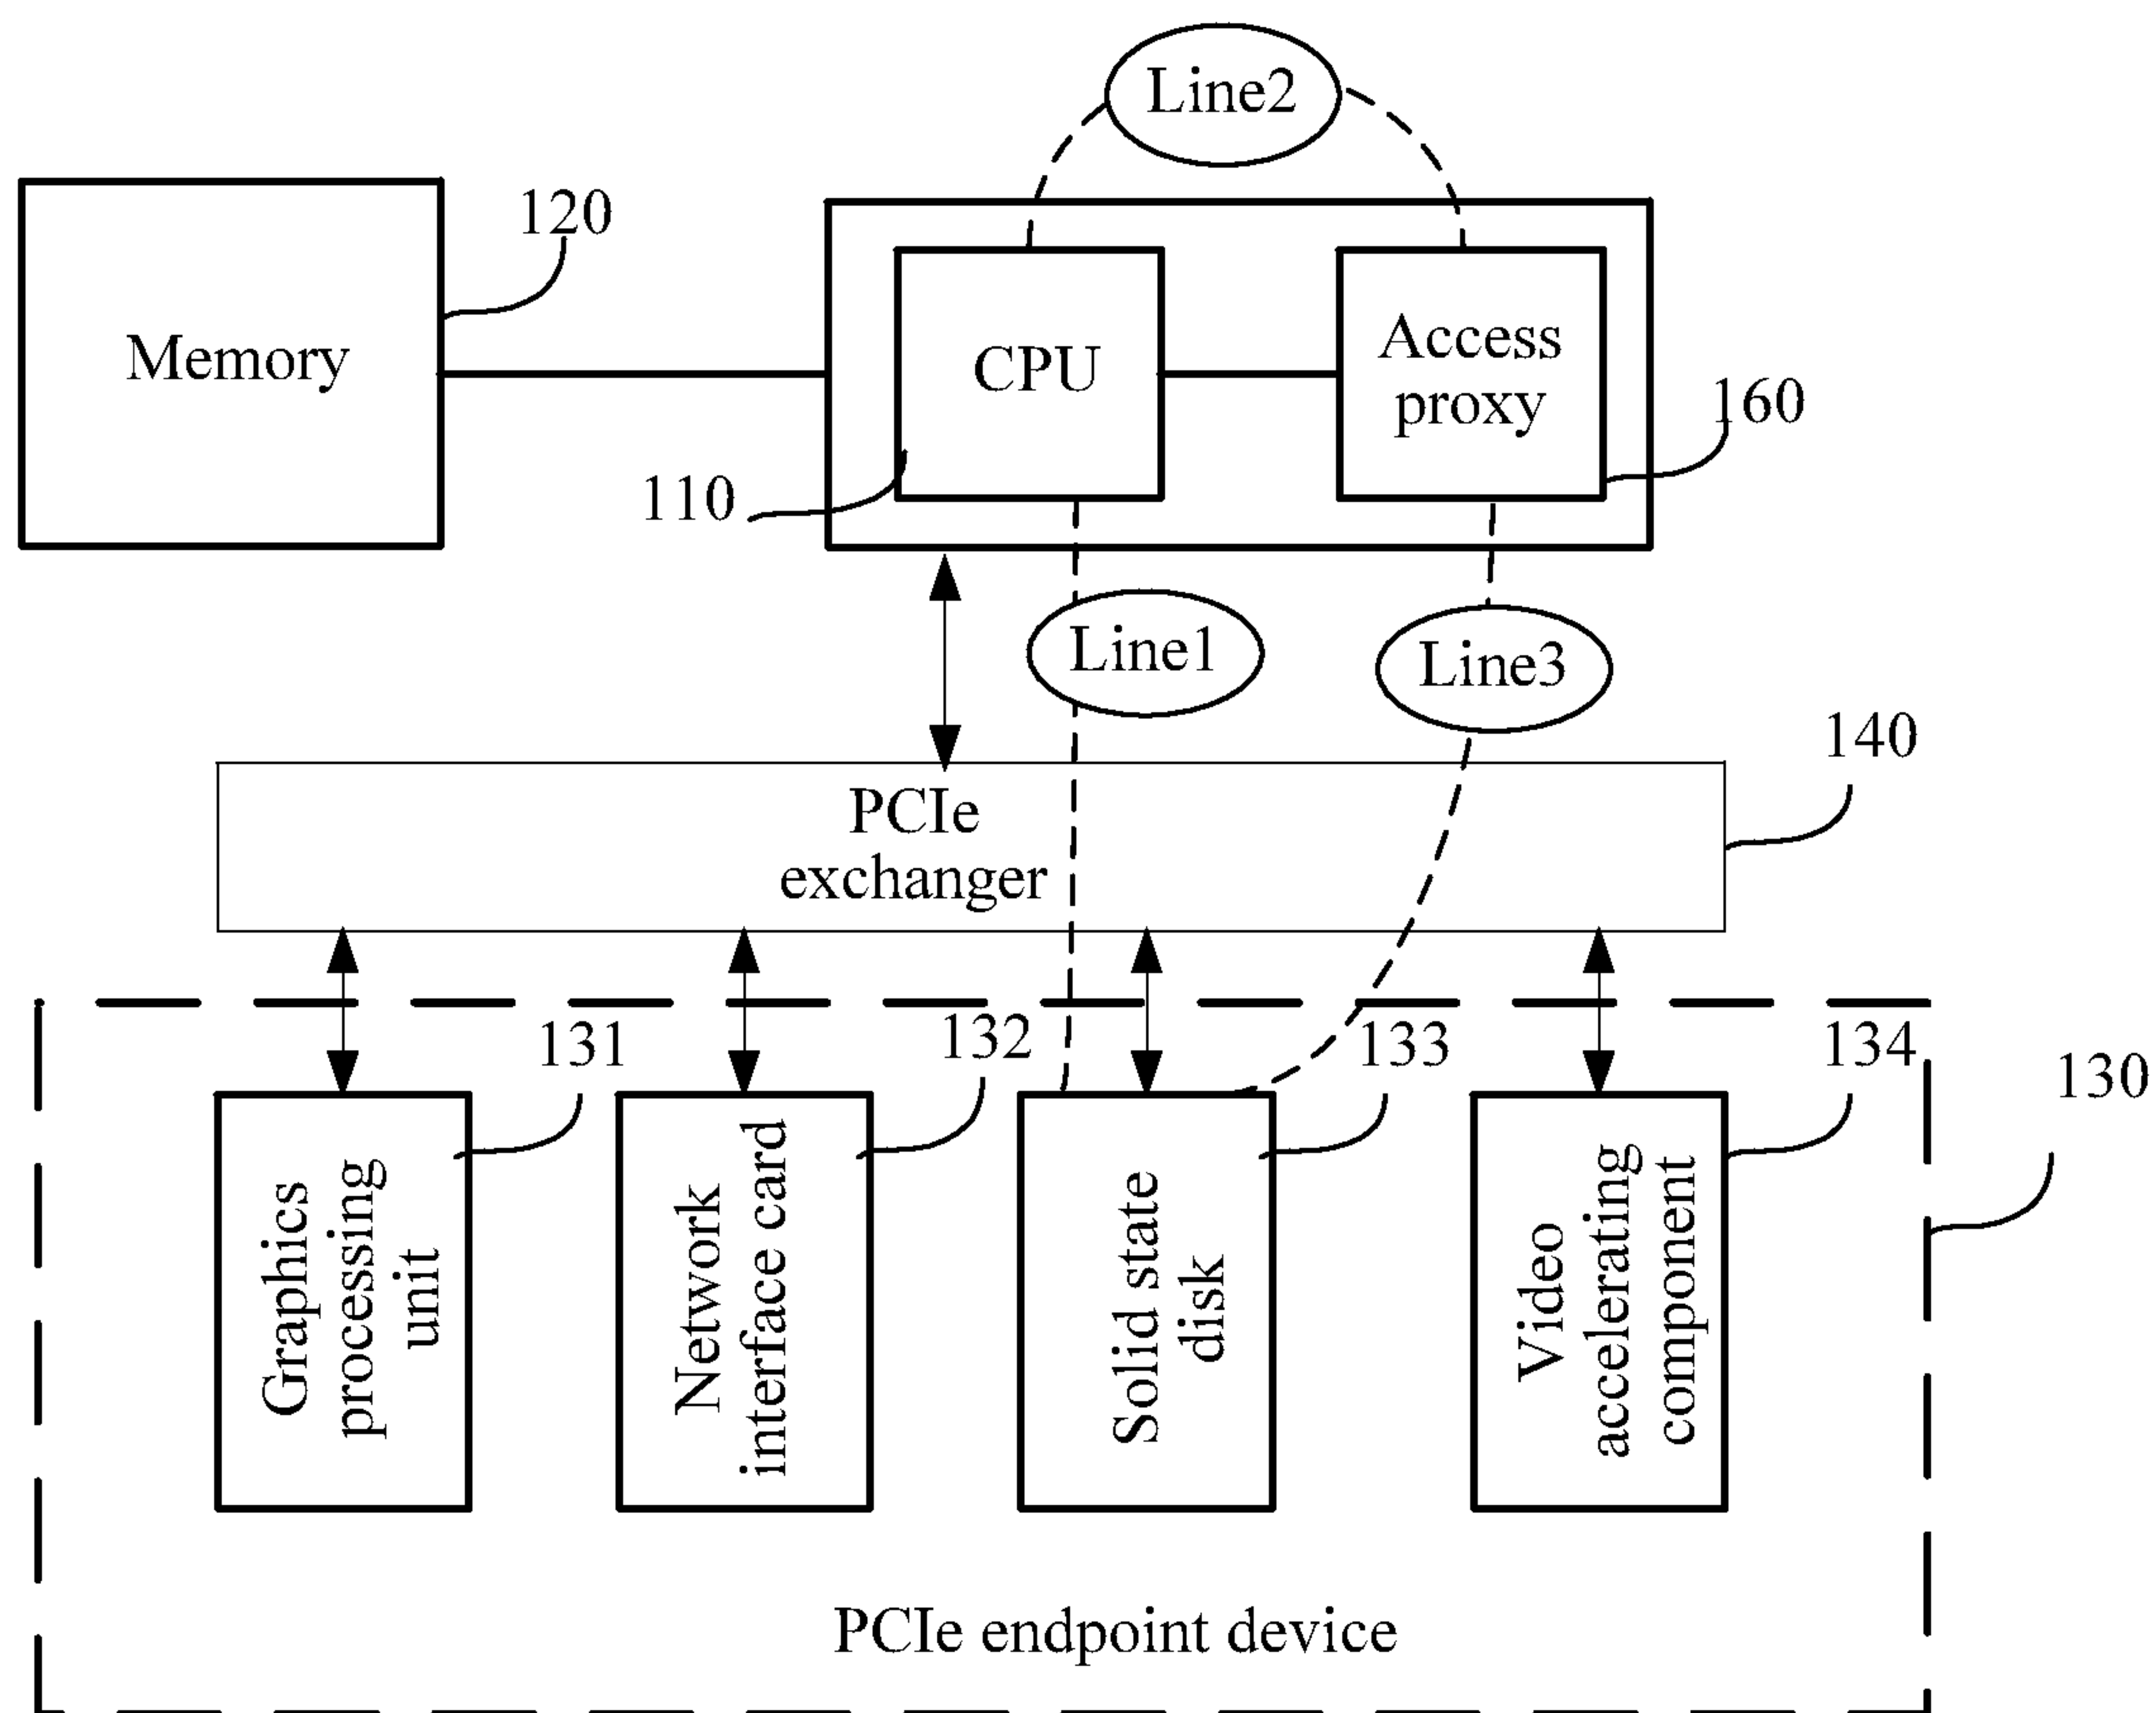 Line2
120
Memory
CPU
Access
proxy
160
110
Line1
Line3
140
PCIe
exchanger
131
132
133
134
130
Graphics
processing
unit
Network
interface card
Solid state
disk
Video
accelerating
component
PCIe endpoint device